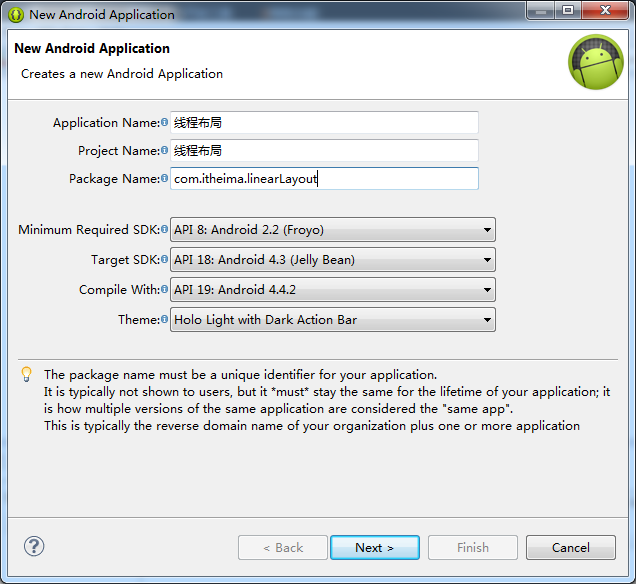 New Android Application
New Android Application
Creates a new Android Application
Application Name: 线程布局
Project Name: 线程布局
Package Name: com.itheima.linearLayout
Minimum Required SDK: API 8: Android 2.2 (Froyo)
Target SDK: API 18: Android 4.3 (Jelly Bean)
Compile With: API 19: Android 4.4.2
Theme: Holo Light with Dark Action Bar
The package name must be a unique identifier for your application.
It is typically not shown to users, but it *must* stay the same for the lifetime of your application; it
is how multiple versions of the same application are considered the "same app".
This is typically the reverse domain name of your organization plus one or more application
? < Back Next > Finish Cancel